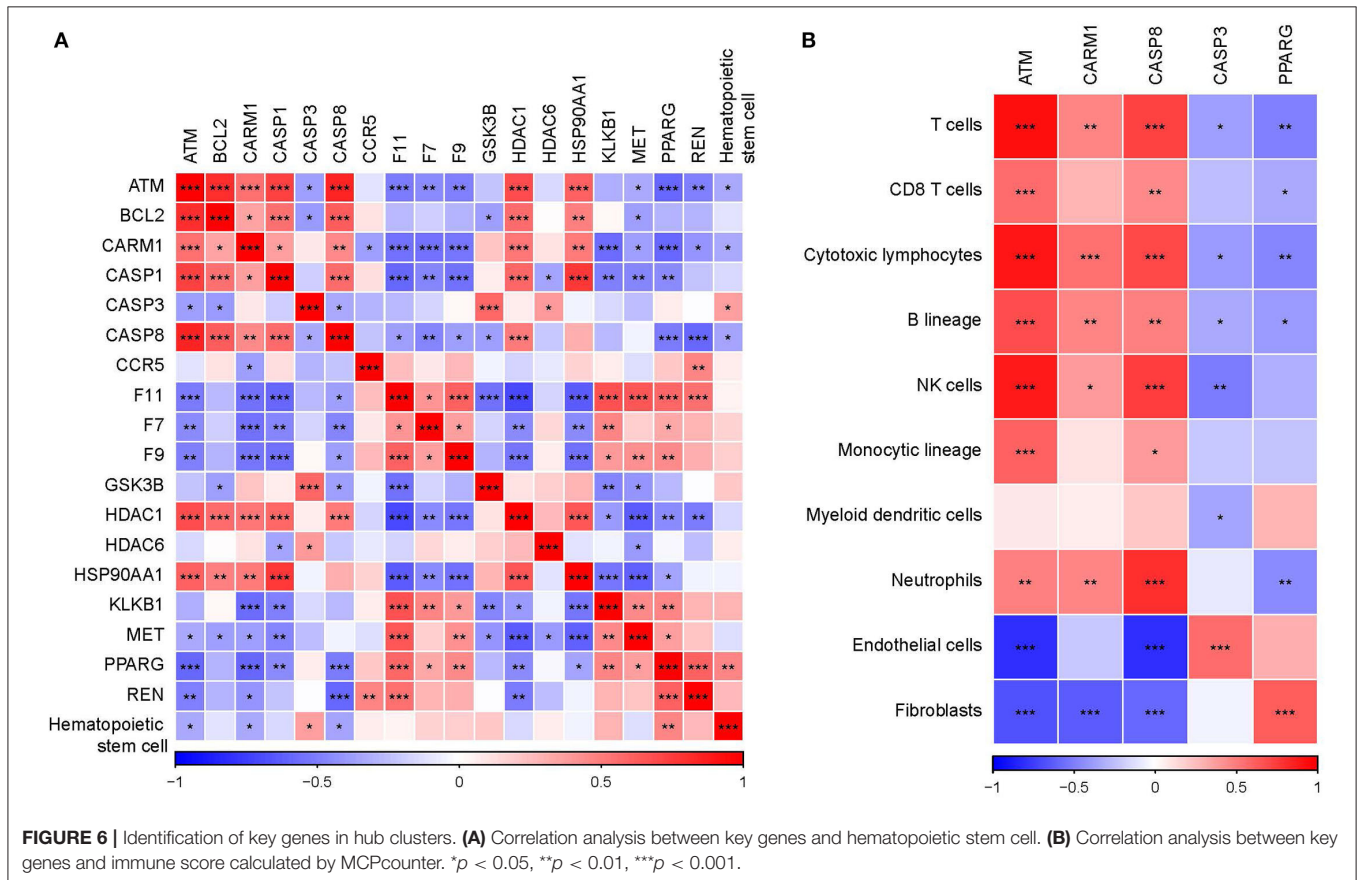 A
ATM BCL2 CARM1 CASP1 CASP3 CASP8 CCR5 F11 F7 F9 GSK3B HDAC1 HDAC6 HSP90AA1 KLKB1 MET PPARG REN Hematopoietic
stem cell
ATM *** *** *** *** * *** *** ** ** *** *** * *** ** *
BCL2 *** *** * *** * *** * *** ** *
CARM1 *** * *** * ** * *** *** *** *** ** *** * *** * *
CASP1 *** *** * *** *** *** ** *** *** * *** ** ** **
CASP3 * * *** * *** * *
CASP8 *** *** ** *** * *** * ** * * *** *** *** *
CCR5 * *** **
F11 *** *** *** * *** * *** *** *** *** *** *** *** ***
F7 ** *** ** ** * *** * ** ** ** *
F9 ** *** *** * *** * *** *** *** * ** **
GSK3B * *** * *** *** ** *
HDAC1 *** *** *** *** *** *** ** *** *** *** * *** ** **
HDAC6 * * *** *
HSP90AA1 *** ** ** *** *** ** *** *** *** *** *** *
KLKB1 *** ** *** ** * ** * *** *** ** **
MET * * * ** *** ** * *** * *** ** *** *
PPARG *** *** ** *** *** * ** ** * ** * *** *** **
REN ** * *** ** *** ** *** ***
Hematopoietic * * * * ** ***
stem cell
−1 −0.5 0 0.5 1
B
ATM CARM1 CASP8 CASP3 PPARG
T cells *** ** *** * **
CD8 T cells *** ** *
Cytotoxic lymphocytes *** *** *** * **
B lineage *** ** ** * *
NK cells *** * *** **
Monocytic lineage *** *
Myeloid dendritic cells *
Neutrophils ** ** *** **
Endothelial cells *** *** ***
Fibroblasts *** *** *** ***
−1 −0.5 0 0.5 1
FIGURE 6 | Identification of key genes in hub clusters. (A) Correlation analysis between key genes and hematopoietic stem cell. (B) Correlation analysis between key
genes and immune score calculated by MCPcounter. *p < 0.05, **p < 0.01, ***p < 0.001.